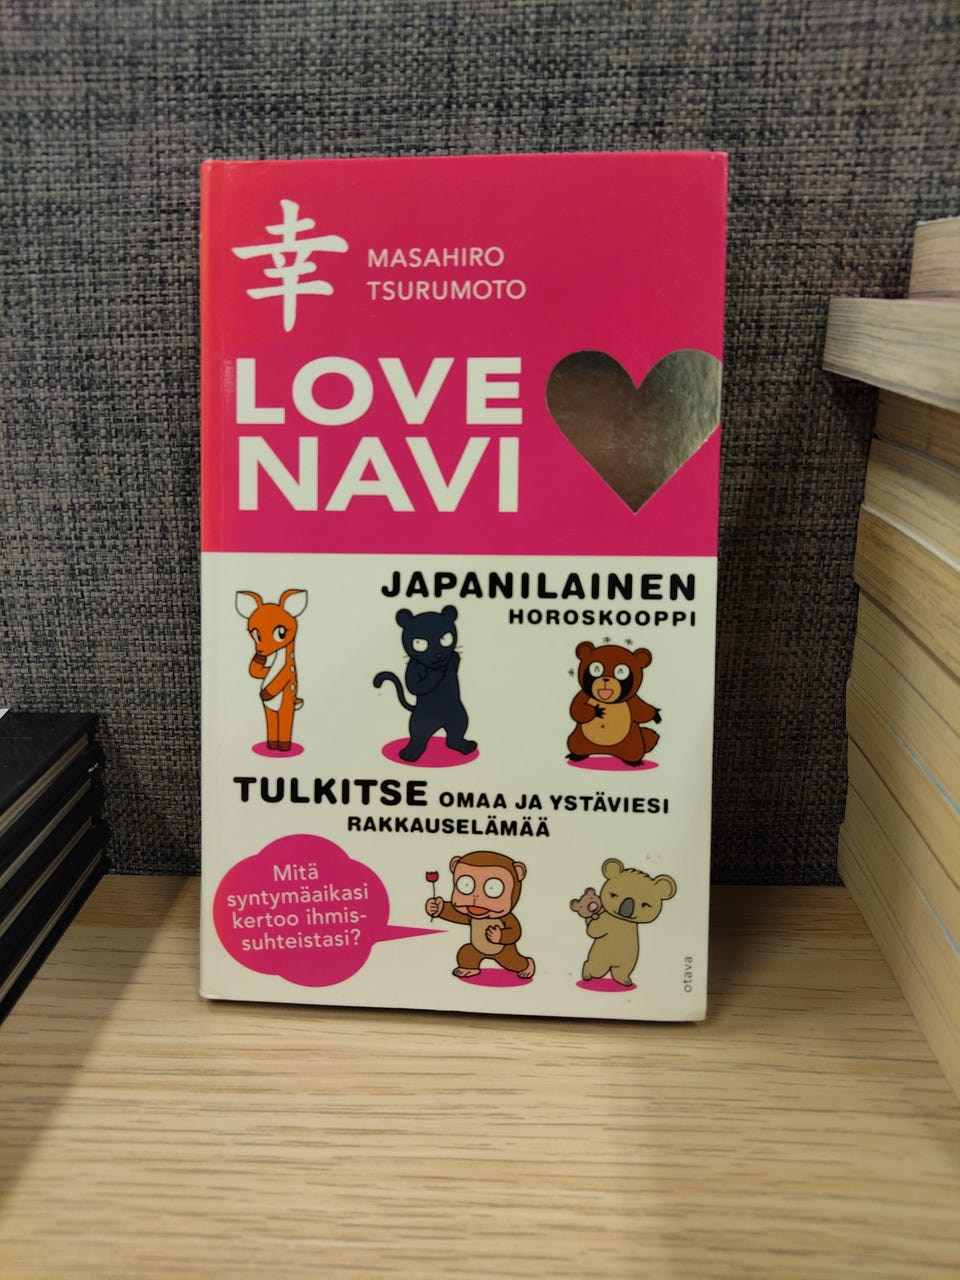 幸
MASAHIRO
TSURUMOTO
LOVE
NAVI
JAPANILAINEN
HOROSKOOPPI
TULKITSE OMAA JA YSTÄVIESI
RAKKAUSELÄMÄÄ
Mitä
syntymäaikasi
kertoo ihmis-
suhteistasi?
otava